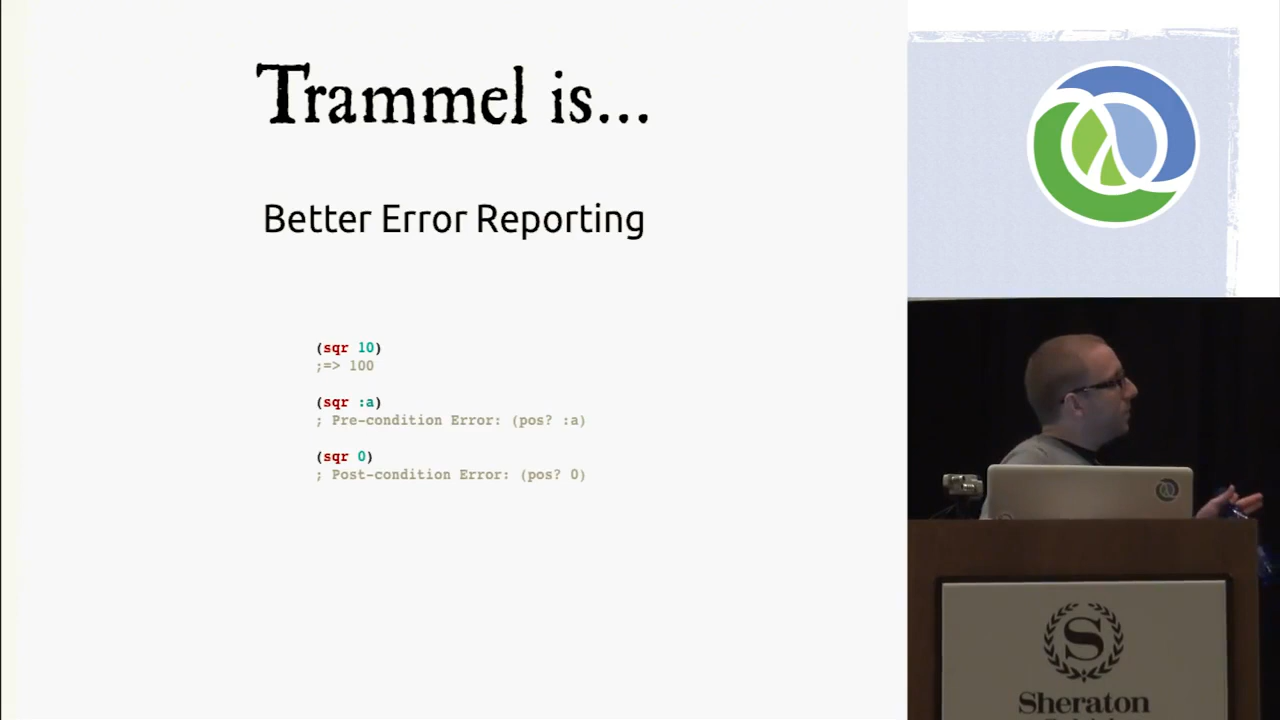 Trammel is...
Better Error Reporting
(sqr 10)
;=> 100
(sqr :a)
; Pre-condition Error: (pos? :a)
(sqr 0)
; Post-condition Error: (pos? 0)
S
Sheraton